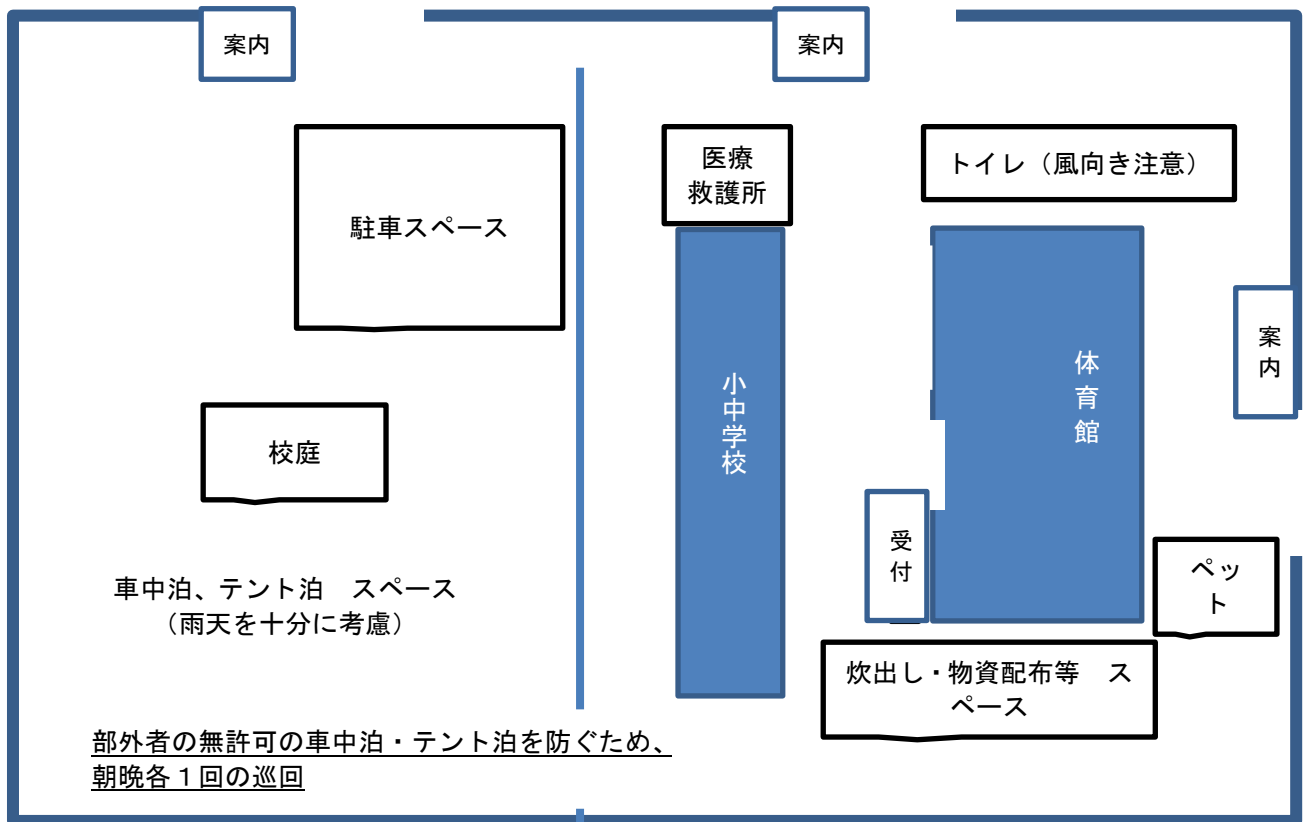 案内
案内
駐車スペース
医療
救護所
トイレ（風向き注意）
案
内
小
中
学
校
体
育
館
校庭
受
付
ペッ
ト
車中泊、テント泊　スペース
（雨天を十分に考慮）
炊出し・物資配布等　ス
ペース
部外者の無許可の車中泊・テント泊を防ぐため、
朝晩各１回の巡回